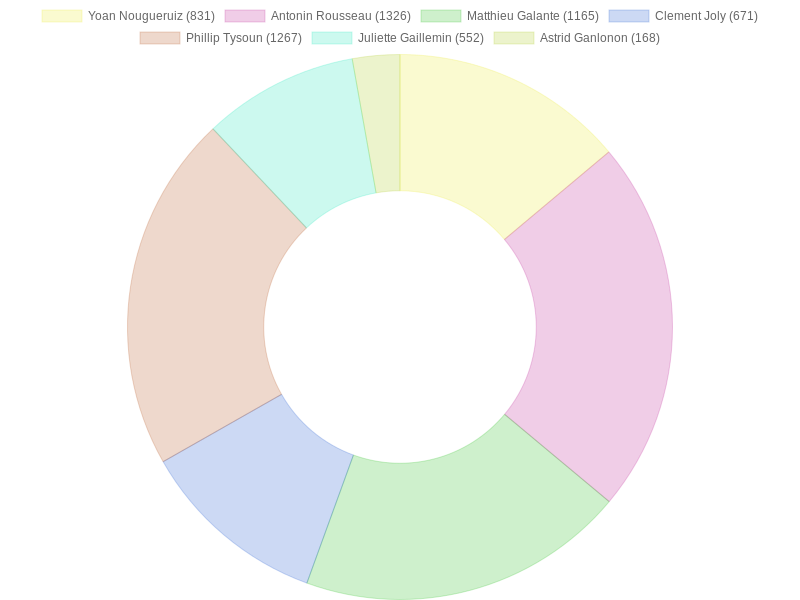 Yoan Nougueruiz (831) Antonin Rousseau (1326) Matthieu Galante (1165) Clement Joly (671)
Phillip Tysoun (1267) Juliette Gaillemin (552) Astrid Ganlonon (168)